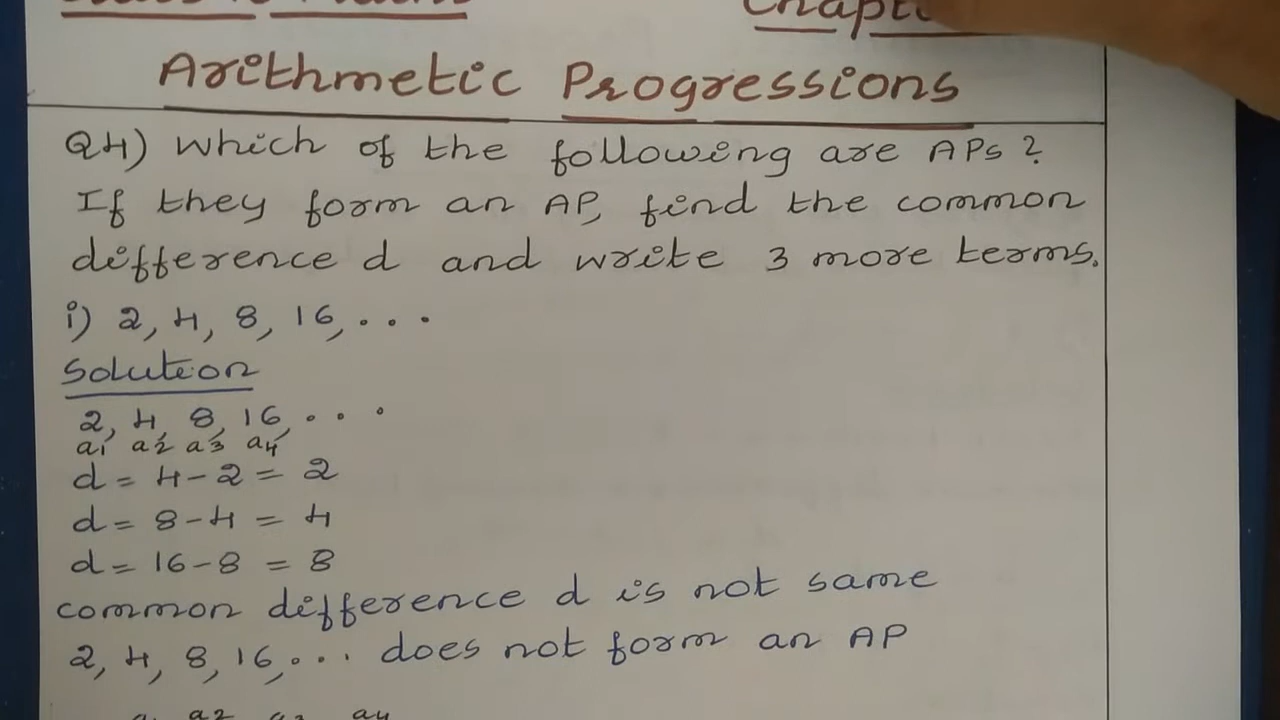 Arithmetic Progressions
Q4) Which of the following are APs?
If they form an AP, find the common
difference d and write 3 more terms.
i) 2, 4, 8, 16, . . .
Solution
2, 4, 8, 16, . . .
a1 a2 a3 a4
d = 4 - 2 = 2
d = 8 - 4 = 4
d = 16 - 8 = 8
common difference d is not same
2, 4, 8, 16, . . . does not form an AP
a2 a3 a4